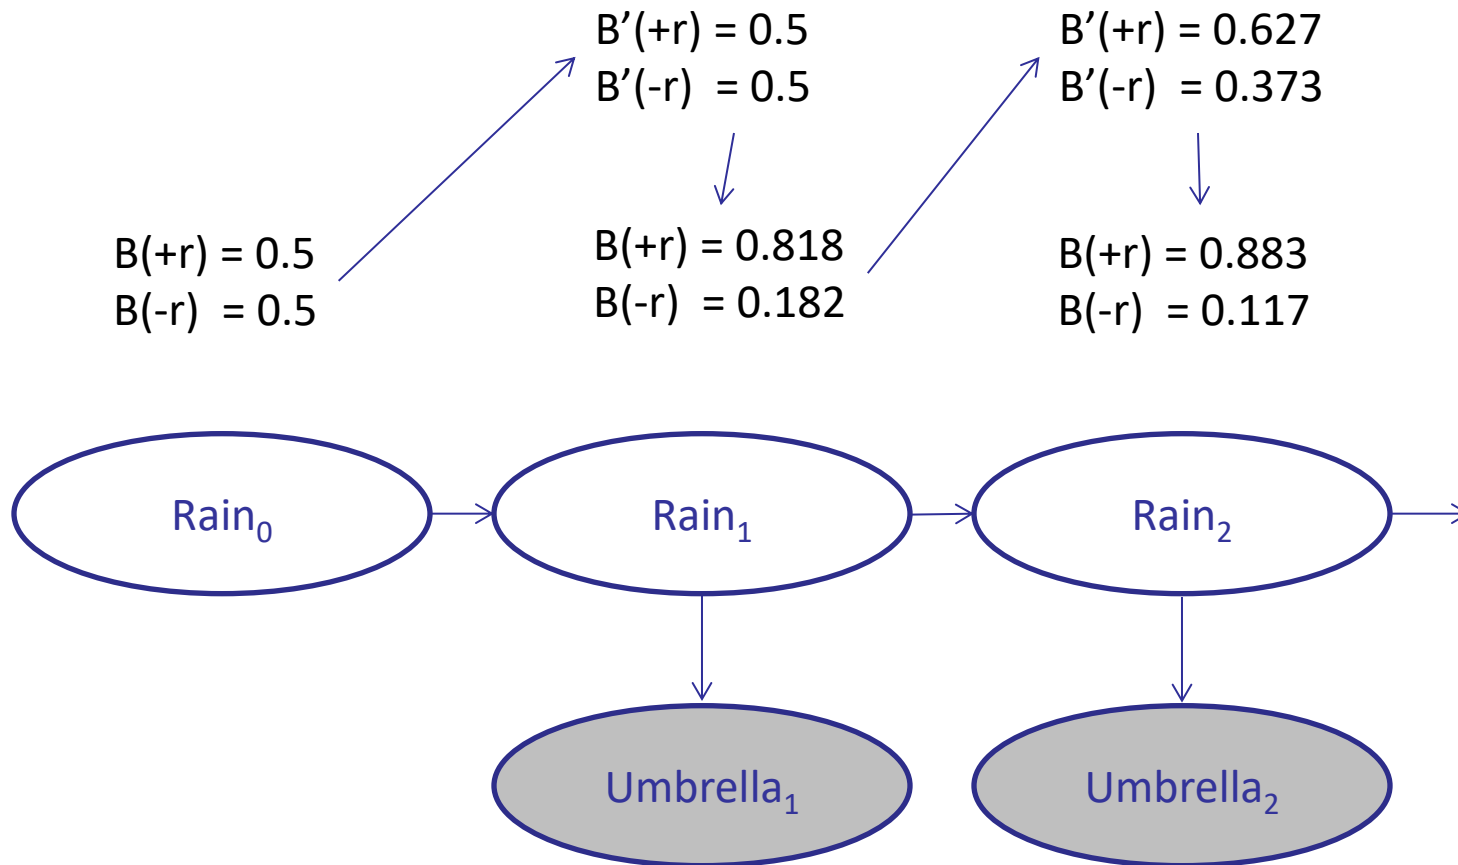 B’(+r) = 0.5
B’(-r) = 0.5
B’(+r) = 0.627
B’(-r) = 0.373
B(+r) = 0.5
B(-r) = 0.5
B(+r) = 0.818
B(-r) = 0.182
B(+r) = 0.883
B(-r) = 0.117
Rain₀
Rain₁
Rain₂
Umbrella₁
Umbrella₂